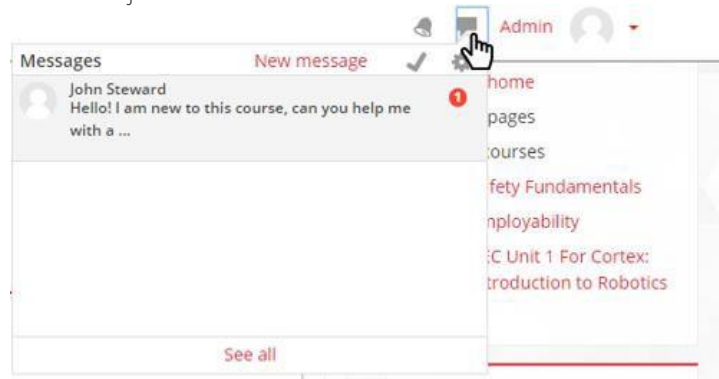 Admin
Messages New message
John Steward
Hello! I am new to this course, can you help me
with a ...
1
home
pages
ourses
fety Fundamentals
mployability
C Unit 1 For Cortex:
troduction to Robotics
See all